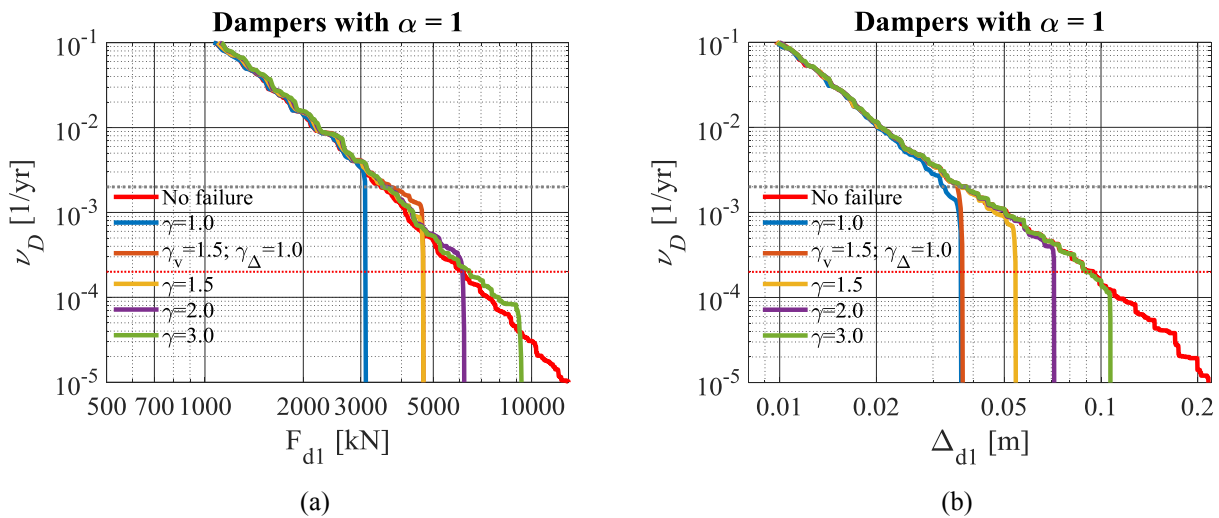 Dampers with α = 1
10⁻¹
10⁻²
10⁻³
10⁻⁴
10⁻⁵
ν_D [1/yr]
No failure
γ=1.0
γ_v=1.5; γ_Δ=1.0
γ=1.5
γ=2.0
γ=3.0
500 700 1000 2000 3000 5000 10000
F_d1 [kN]
(a)
Dampers with α = 1
10⁻¹
10⁻²
10⁻³
10⁻⁴
10⁻⁵
ν_D [1/yr]
No failure
γ=1.0
γ_v=1.5; γ_Δ=1.0
γ=1.5
γ=2.0
γ=3.0
0.01 0.02 0.05 0.1 0.2
Δ_d1 [m]
(b)